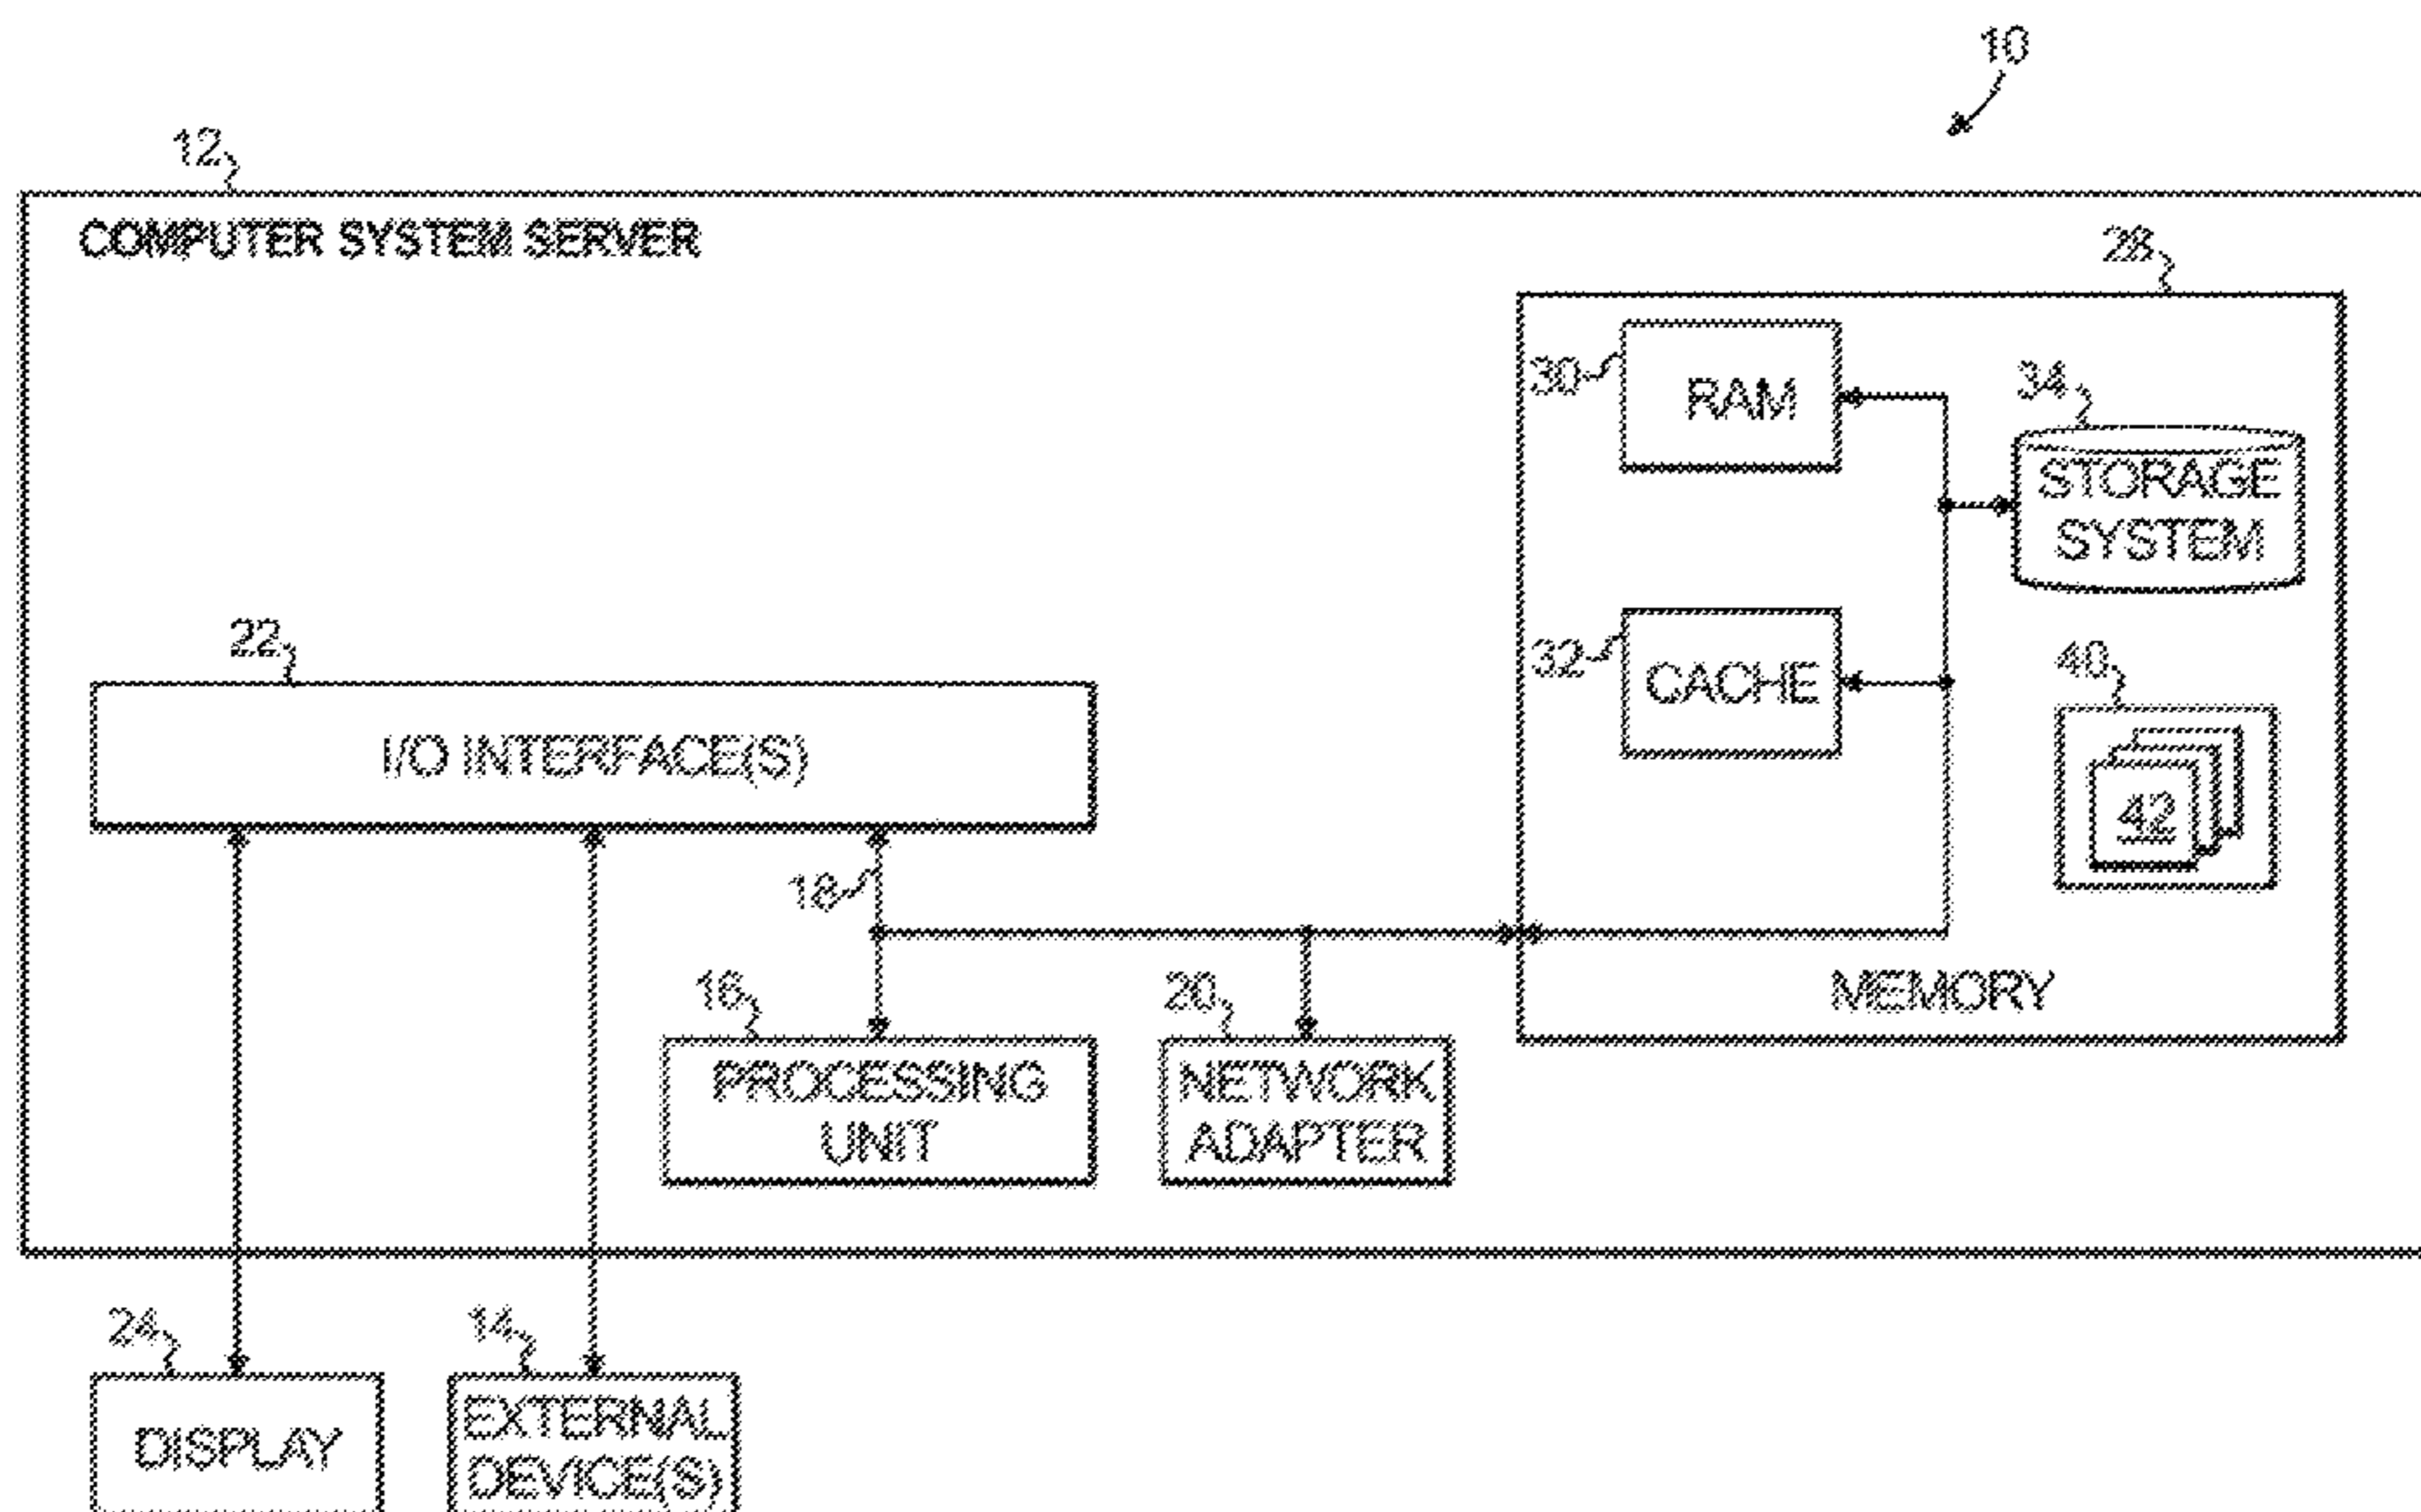 10
12
COMPUTER SYSTEM SERVER
28
30
RAM
34
STORAGE
SYSTEM
22
32
CACHE
40
I/O INTERFACE(S)
42
18
16
20
MEMORY
PROCESSING
UNIT
NETWORK
ADAPTER
24
14
DISPLAY
EXTERNAL
DEVICE(S)